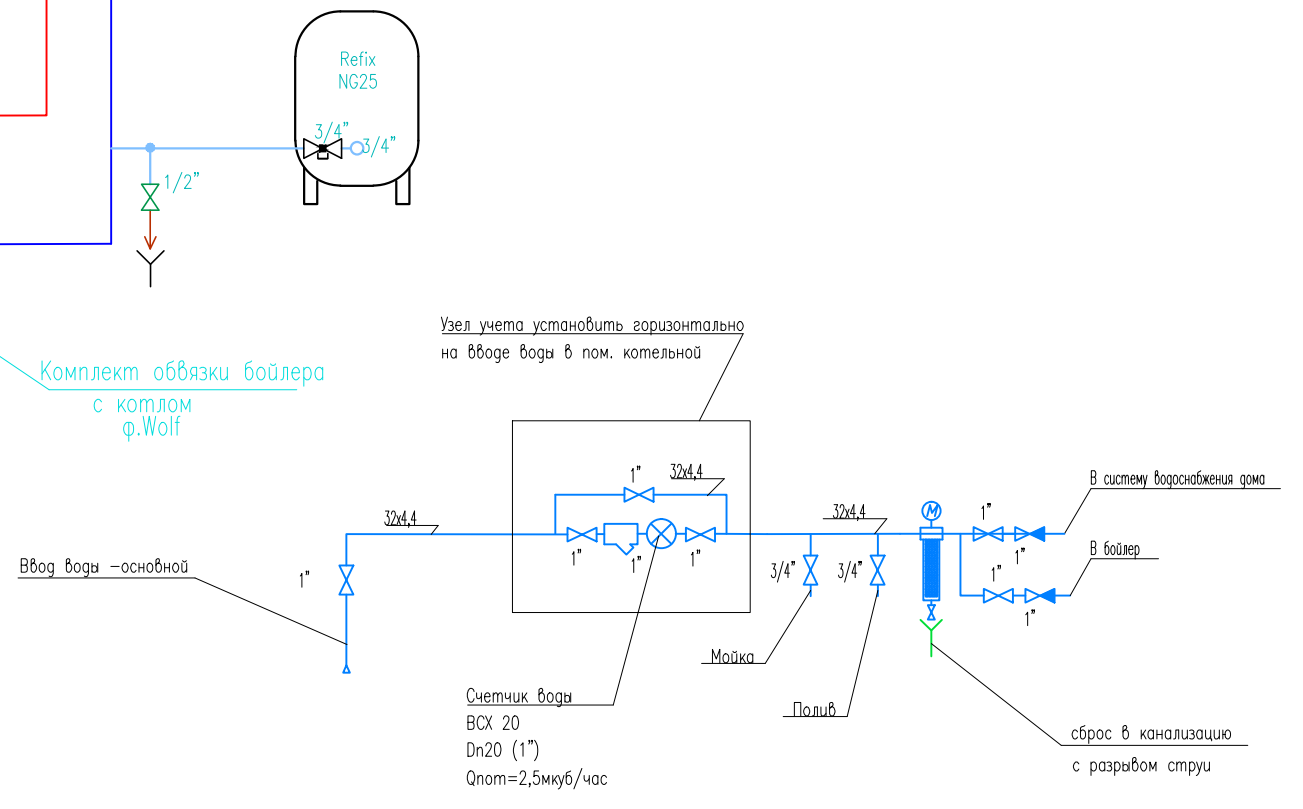 Refix
NG25
3/4"
3/4"
1/2"
Узел учета установить горизонтально
на вводе воды в пом. котельной
Комплект обвязки бойлера
с котлом
ф.Wolf
1"
32x4,4
В систему водоснабжения дома
32x4,4
32x4,4
М
1"
1"
1"
1"
1"
В бойлер
Ввод воды -основной
1"
3/4"
3/4"
1"
1"
Мойка
Счетчик воды
ВСХ 20
Dn20 (1")
Qnom=2,5мкуб/час
Полив
сброс в канализацию
с разрывом струи